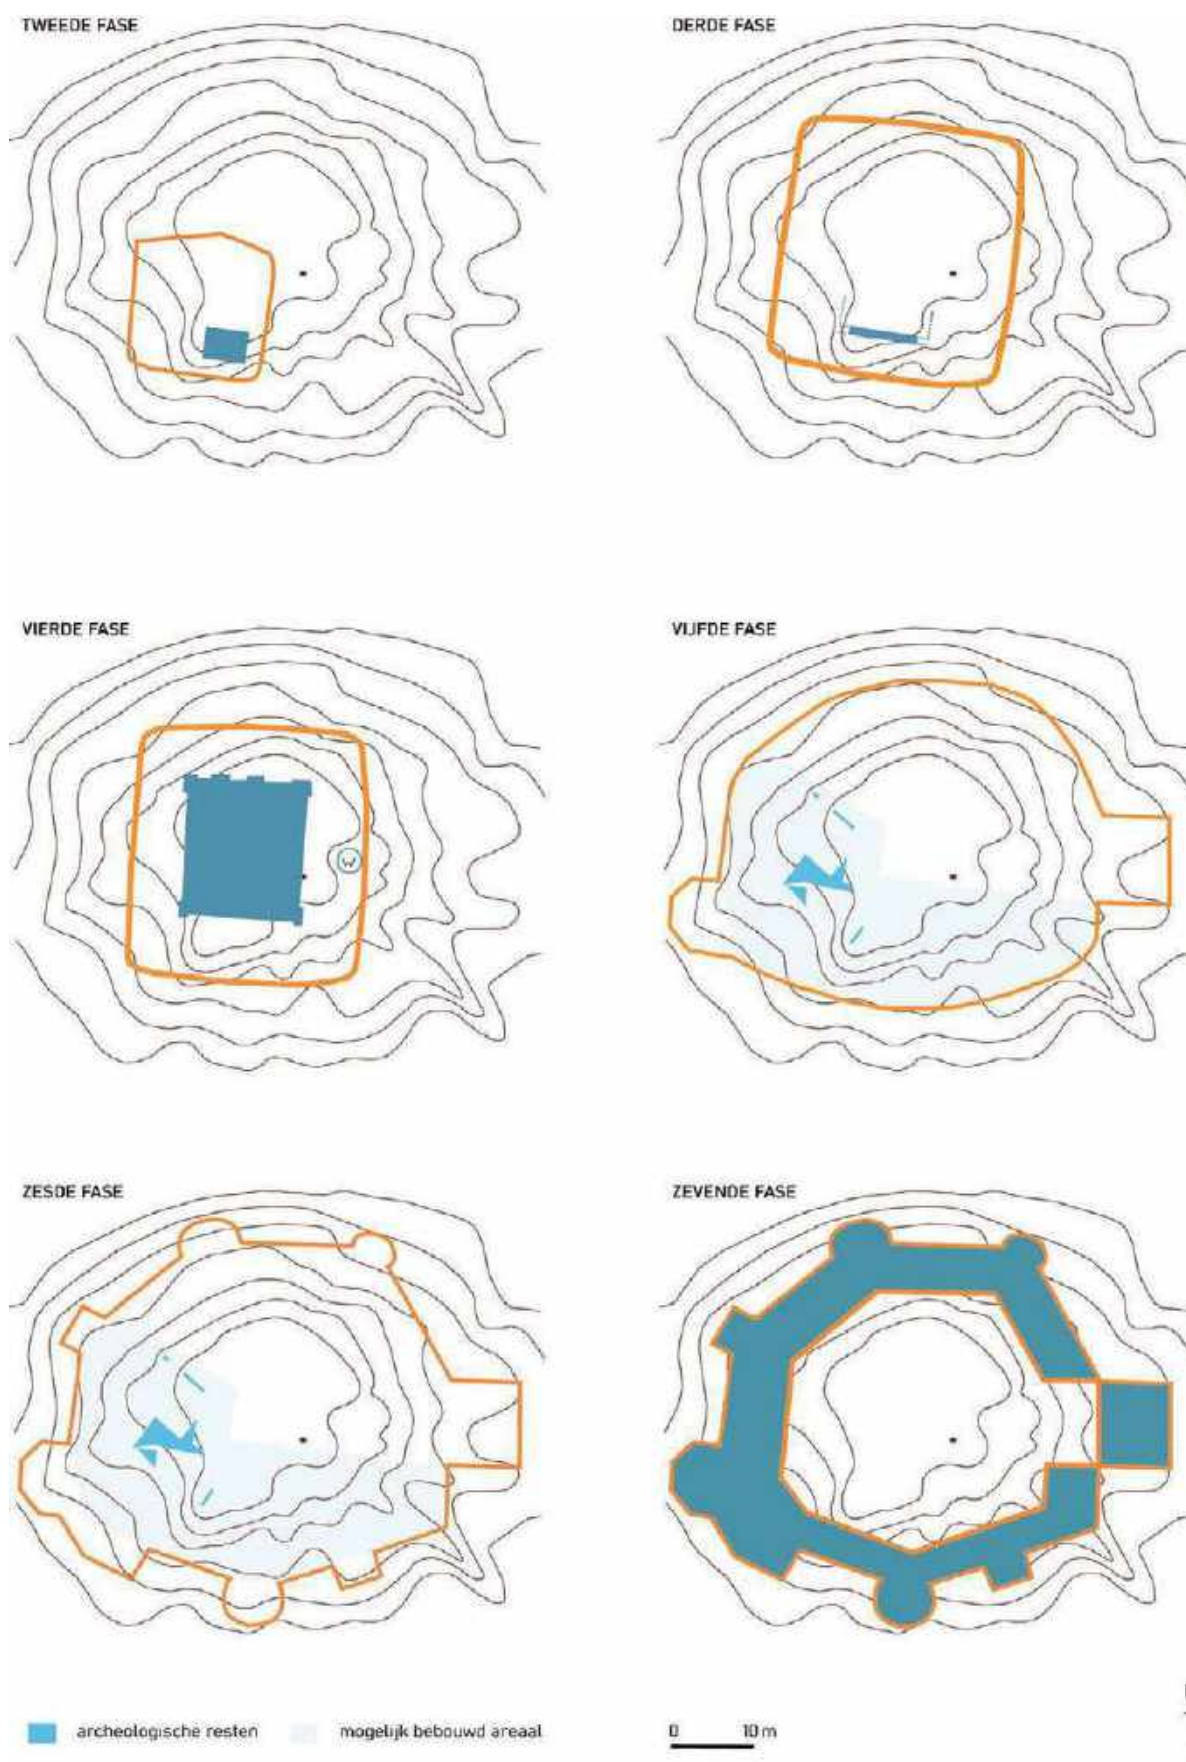 TWEEDE FASE
DERDE FASE
VIERDE FASE
VIJFDE FASE
W
ZESDE FASE
ZEVENDE FASE
archeologische resten
mogelijk bebouwd areaal
0 10 m